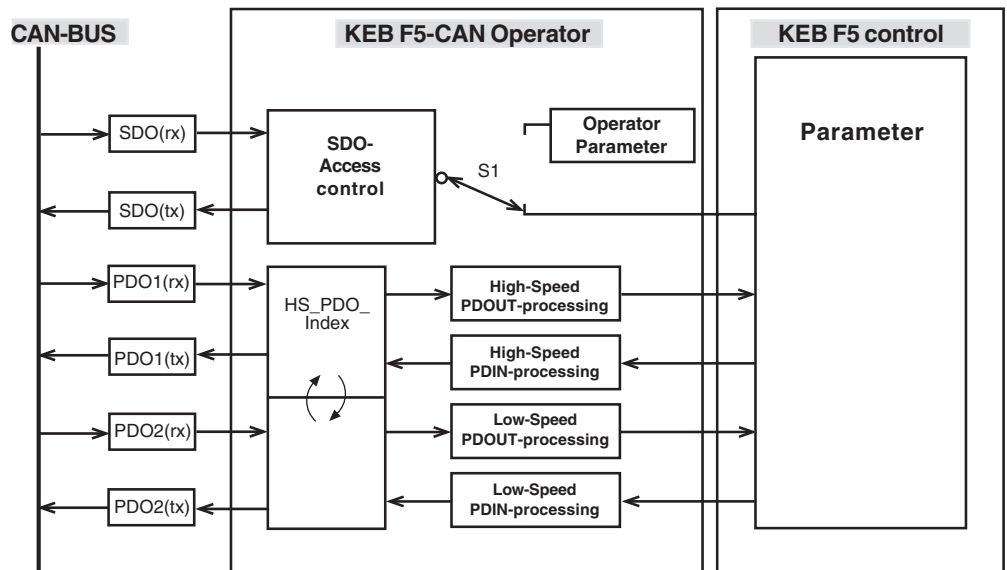 CAN-BUS
KEB F5-CAN Operator
KEB F5 control
SDO(rx)
SDO-
Access
control
S1
Operator
Parameter
Parameter
SDO(tx)
PDO1(rx)
HS_PDO_
Index
High-Speed
PDOUT-processing
PDO1(tx)
High-Speed
PDIN-processing
PDO2(rx)
Low-Speed
PDOUT-processing
PDO2(tx)
Low-Speed
PDIN-processing